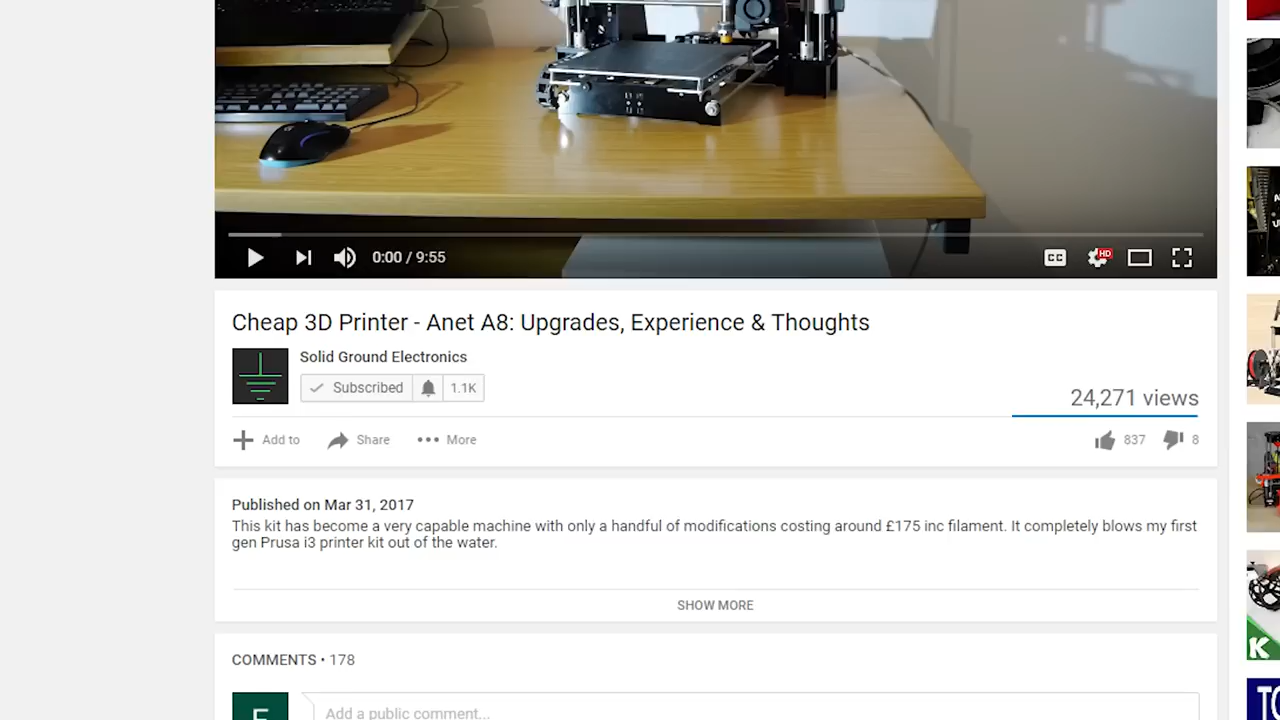 0:00 / 9:55
CC
HD
Cheap 3D Printer - Anet A8: Upgrades, Experience & Thoughts
Solid Ground Electronics
Subscribed
1.1K
24,271 views
Add to
Share
More
837
8
Published on Mar 31, 2017
This kit has become a very capable machine with only a handful of modifications costing around £175 inc filament. It completely blows my first
gen Prusa i3 printer kit out of the water.
SHOW MORE
COMMENTS • 178
Add a public comment...
K